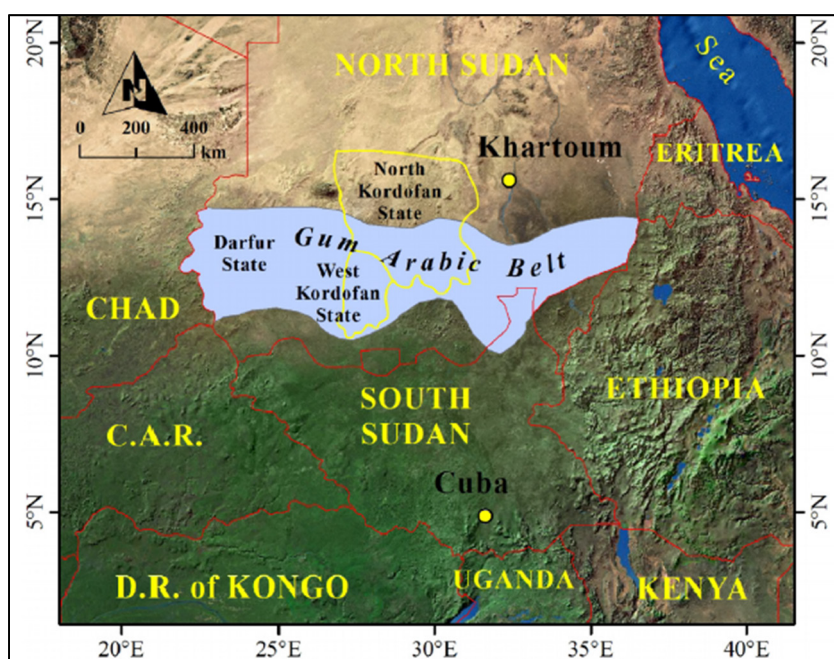 20°N
20°N
NORTH SUDAN
Sea
N
0 200 400
km
Khartoum
ERITREA
North
Kordofan
State
15°N
15°N
Darfur
State
Gum Arabic Belt
West
Kordofan
State
CHAD
10°N
10°N
ETHIOPIA
SOUTH
SUDAN
C.A.R.
Cuba
5°N
5°N
D.R. of KONGO
UGANDA
KENYA
20°E 25°E 30°E 35°E 40°E